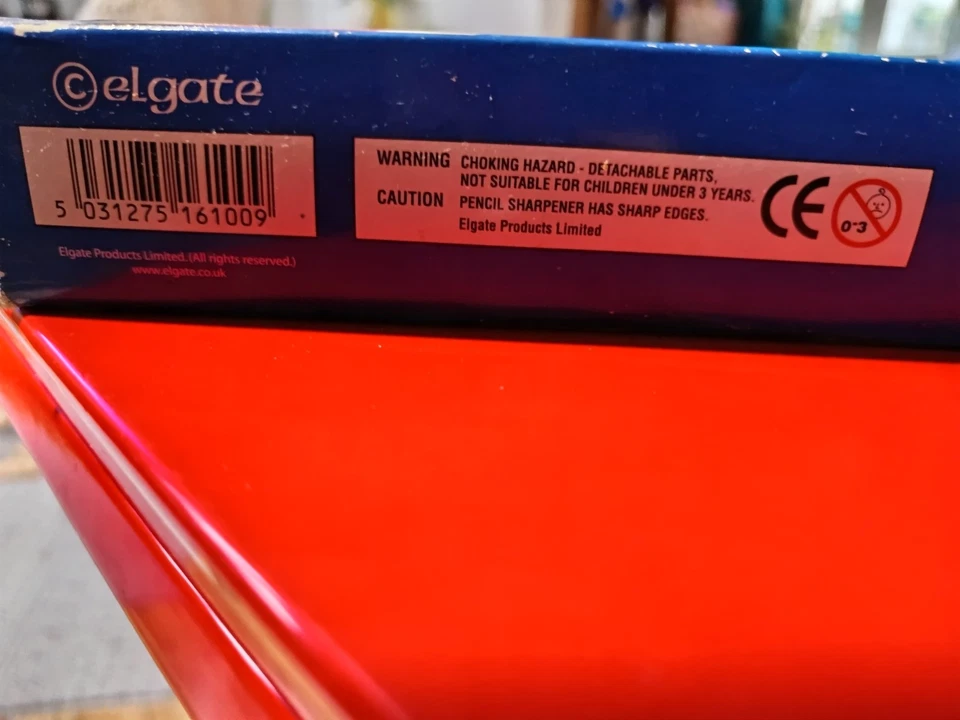 © elgate
5 031275 161009
Elgate Products Limited. (All rights reserved.)
www.elgate.co.uk
WARNING CHOKING HAZARD - DETACHABLE PARTS,
NOT SUITABLE FOR CHILDREN UNDER 3 YEARS.
CAUTION PENCIL SHARPENER HAS SHARP EDGES.
Elgate Products Limited
CE
0-3